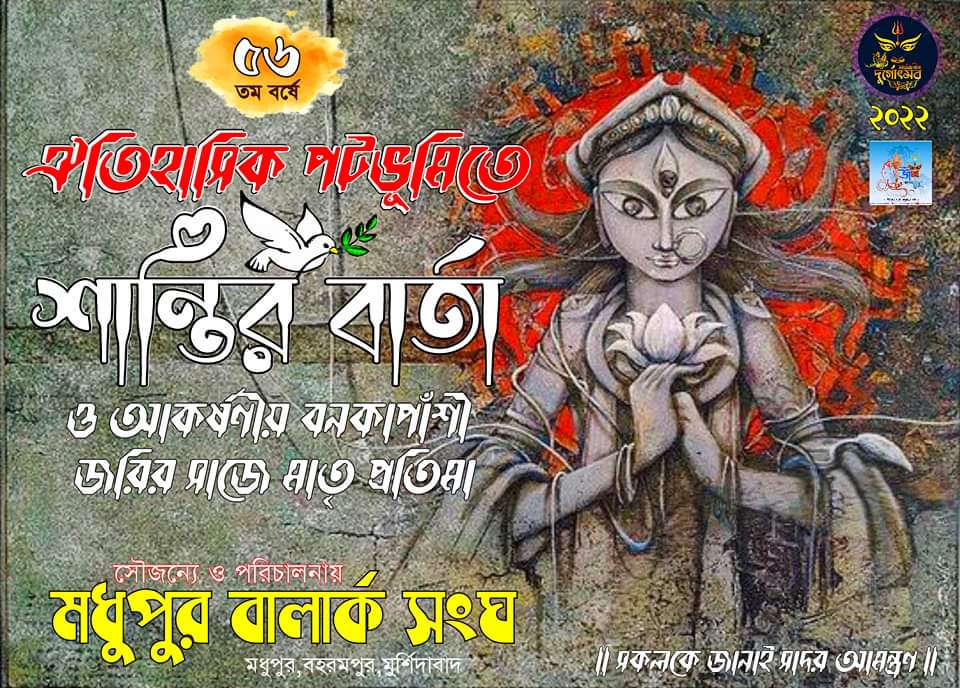 ৫৬
তম বর্ষে
দুর্গোৎসব
২০২২
ঐতিহাসিক পটভূমিতে
শান্তির বার্তা
ও আকর্ষণীয় বনকাপাঁশী
জরির সাজে মাতৃ প্রতিমা
সৌজন্যে ও পরিচালনায়
মধুপুর বালার্ক সংঘ
মধুপুর,বহরমপুর,মুর্শিদাবাদ
॥ সকলকে জানাই সাদর আমন্ত্রণ ॥